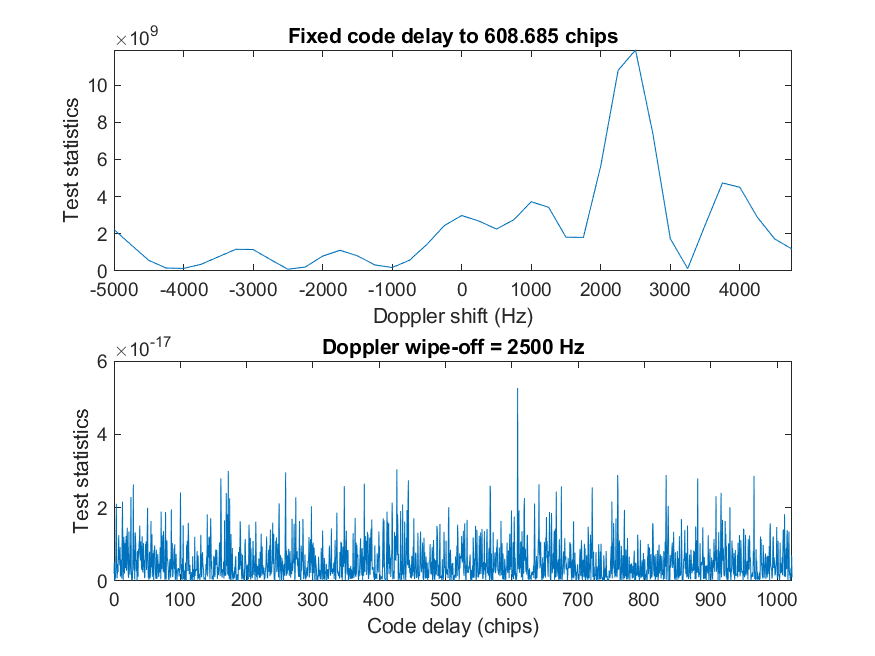 ×10^9
Fixed code delay to 608.685 chips
10
8
6
4
2
0
Test statistics
-5000 -4000 -3000 -2000 -1000 0 1000 2000 3000 4000
Doppler shift (Hz)
×10^-17
Doppler wipe-off = 2500 Hz
6
4
2
0
Test statistics
0 100 200 300 400 500 600 700 800 900 1000
Code delay (chips)